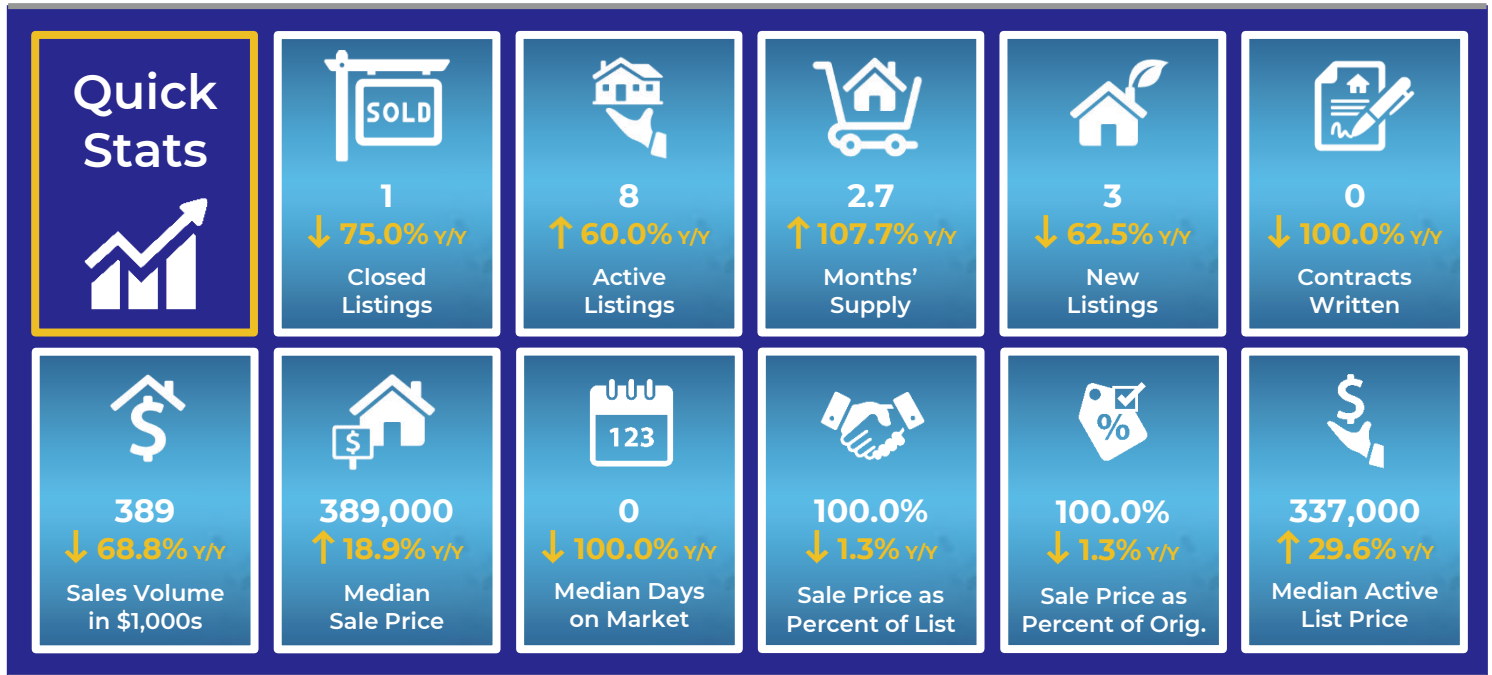 Quick
Stats
SOLD
1
↓ 75.0% Y/Y
Closed
Listings
8
↑ 60.0% Y/Y
Active
Listings
2.7
↑ 107.7% Y/Y
Months’
Supply
3
↓ 62.5% Y/Y
New
Listings
0
↓ 100.0% Y/Y
Contracts
Written
$
389
↓ 68.8% Y/Y
Sales Volume
in $1,000s
$
389,000
↑ 18.9% Y/Y
Median
Sale Price
123
0
↓ 100.0% Y/Y
Median Days
on Market
100.0%
↓ 1.3% Y/Y
Sale Price as
Percent of List
%
100.0%
↓ 1.3% Y/Y
Sale Price as
Percent of Orig.
$
337,000
↑ 29.6% Y/Y
Median Active
List Price